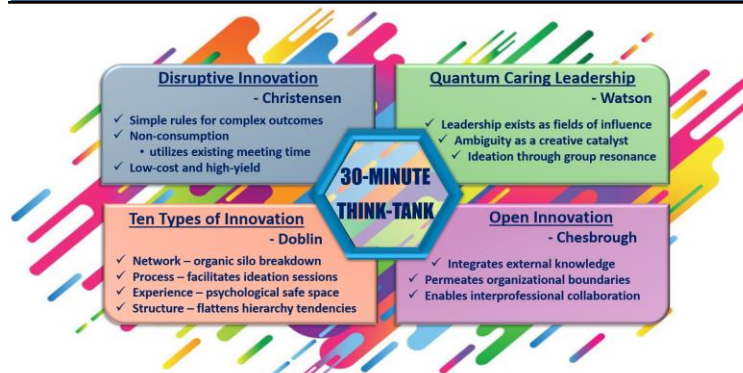 Disruptive Innovation
- Christensen
✓ Simple rules for complex outcomes
✓ Non-consumption
• utilizes existing meeting time
✓ Low-cost and high-yield
Quantum Caring Leadership
- Watson
✓ Leadership exists as fields of influence
✓ Ambiguity as a creative catalyst
✓ Ideation through group resonance
30-MINUTE
THINK-TANK
Ten Types of Innovation
- Doblin
✓ Network – organic silo breakdown
✓ Process – facilitates ideation sessions
✓ Experience – psychological safe space
✓ Structure – flattens hierarchy tendencies
Open Innovation
- Chesbrough
✓ Integrates external knowledge
✓ Permeates organizational boundaries
✓ Enables interprofessional collaboration